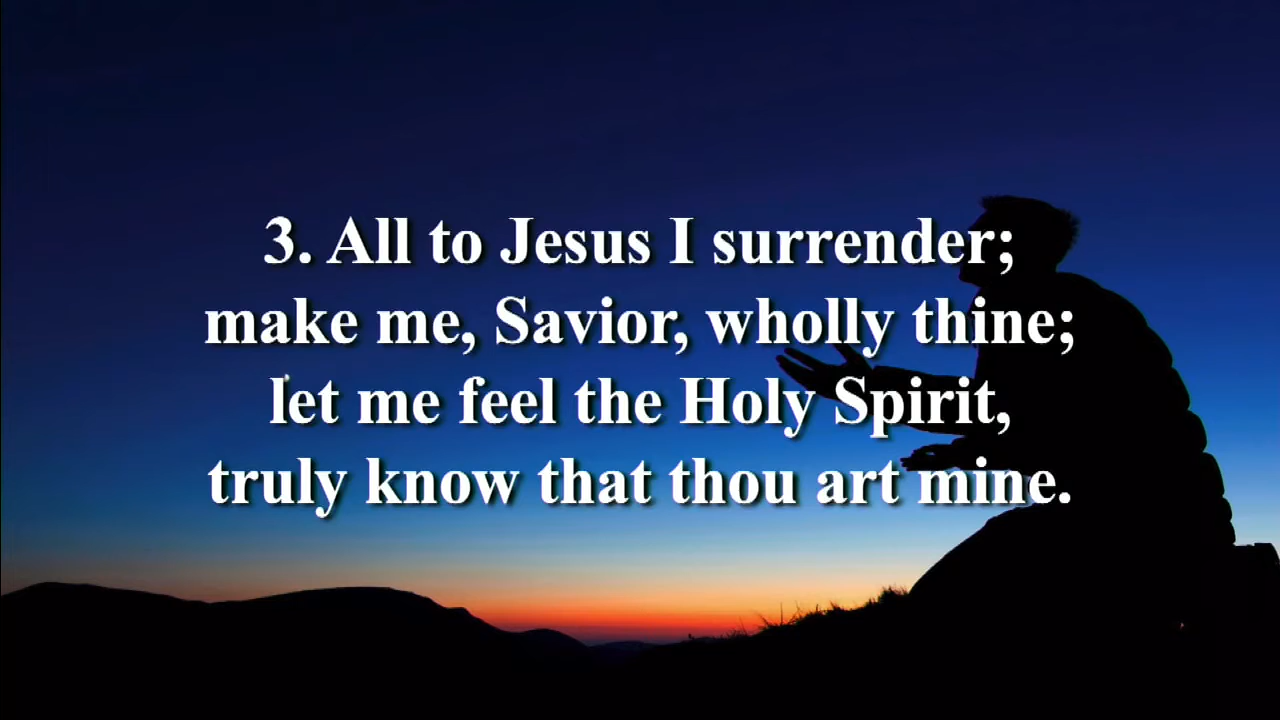 3. All to Jesus I surrender;
make me, Savior, wholly thine;
let me feel the Holy Spirit,
truly know that thou art mine.